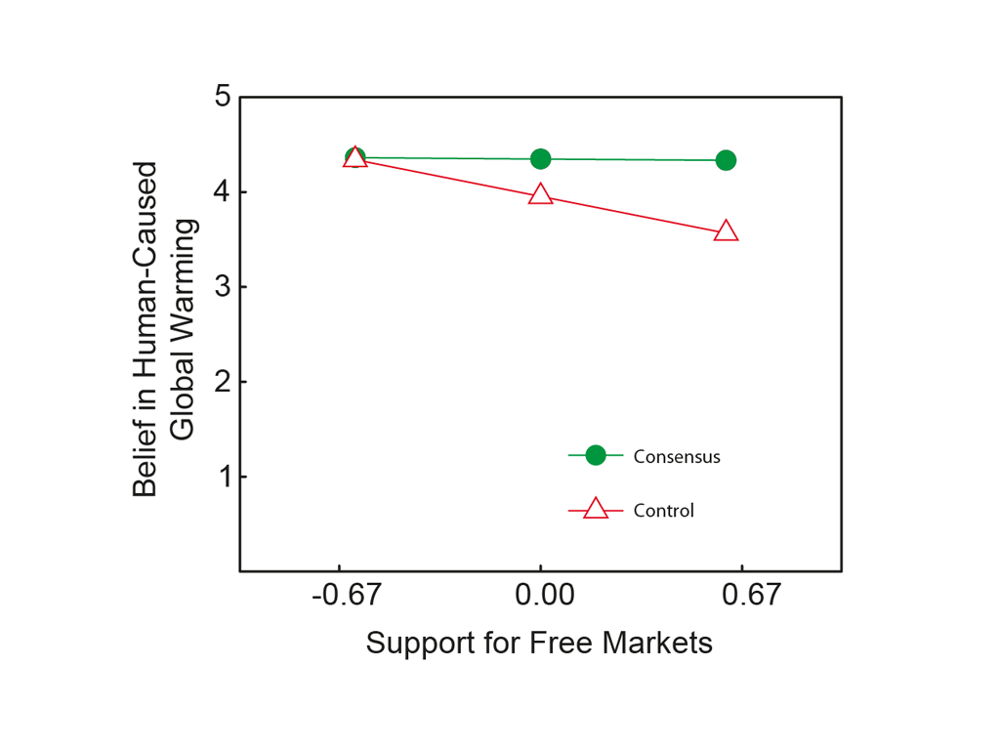 5
4
3
2
1
Belief in Human-Caused
Global Warming
Consensus
Control
-0.67
0.00
0.67
Support for Free Markets